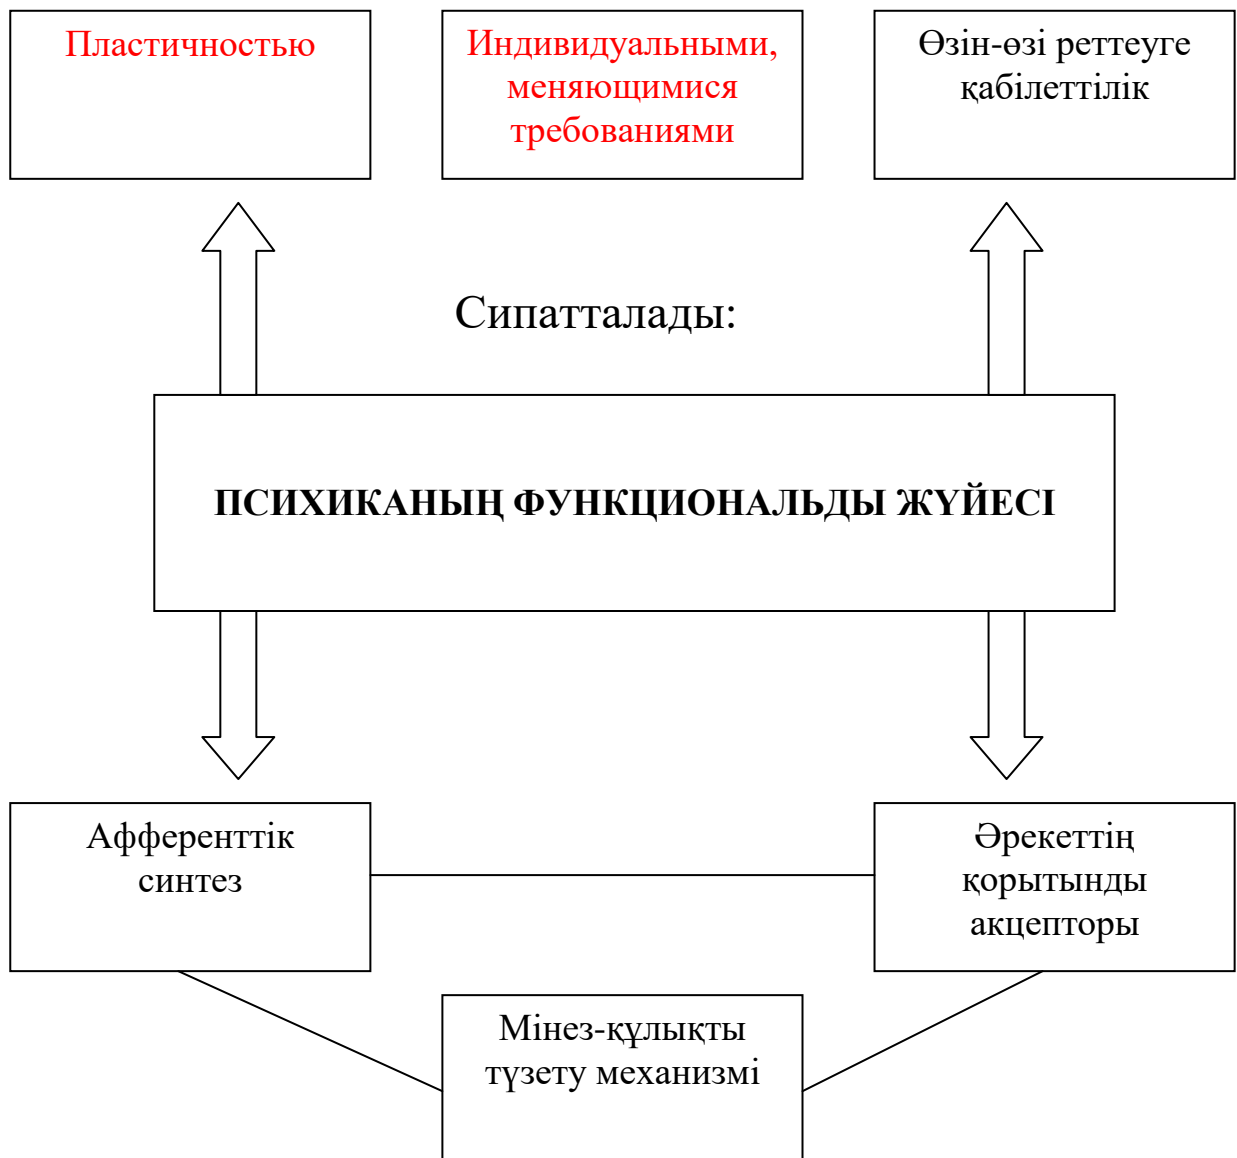 Пластичностью
Индивидуальными,
меняющимися
требованиями
Өзін-өзі реттеуге
қабілеттілік
Сипатталады:
ПСИХИКАНЫҢ ФУНКЦИОНАЛЬДЫ ЖҮЙЕСІ
Афференттік
синтез
Әрекеттің
қорытынды
акцепторы
Мінез-құлықты
түзету механизмі